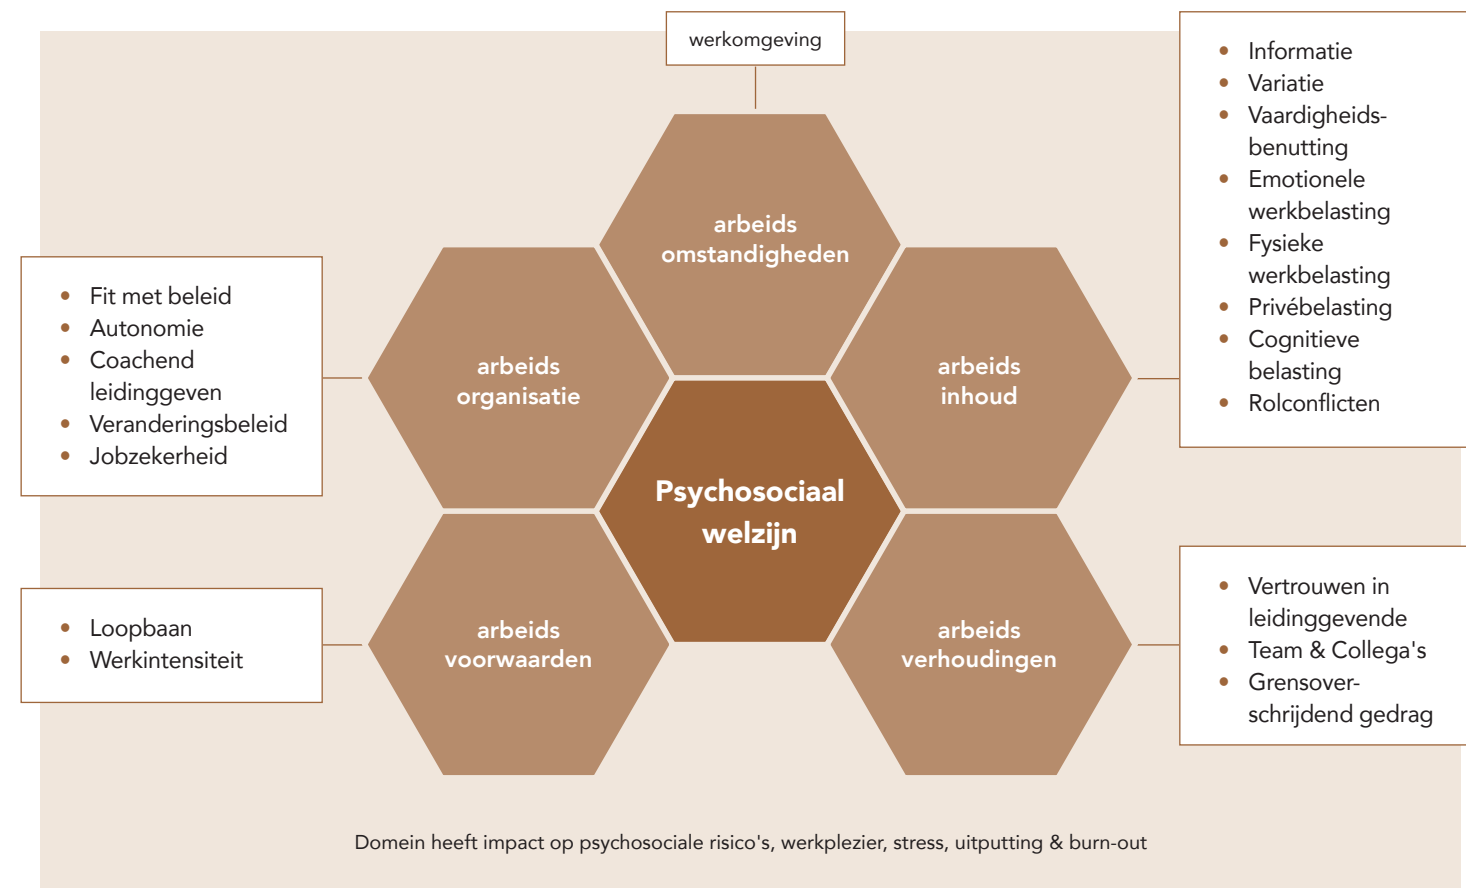 werkomgeving
arbeids
omstandigheden
• Informatie
• Variatie
• Vaardigheids-
benutting
• Emotionele
werkbelasting
• Fysieke
werkbelasting
• Privébelasting
• Cognitieve
belasting
• Rolconflicten
arbeids
inhoud
• Fit met beleid
• Autonomie
• Coachend
leidinggeven
• Veranderingsbeleid
• Jobzekerheid
arbeids
organisatie
Psychosociaal
welzijn
• Loopbaan
• Werkintensiteit
arbeids
voorwaarden
arbeids
verhoudingen
• Vertrouwen in
leidinggevende
• Team & Collega's
• Grensover-
schrijdend gedrag
Domein heeft impact op psychosociale risico's, werkplezier, stress, uitputting & burn-out